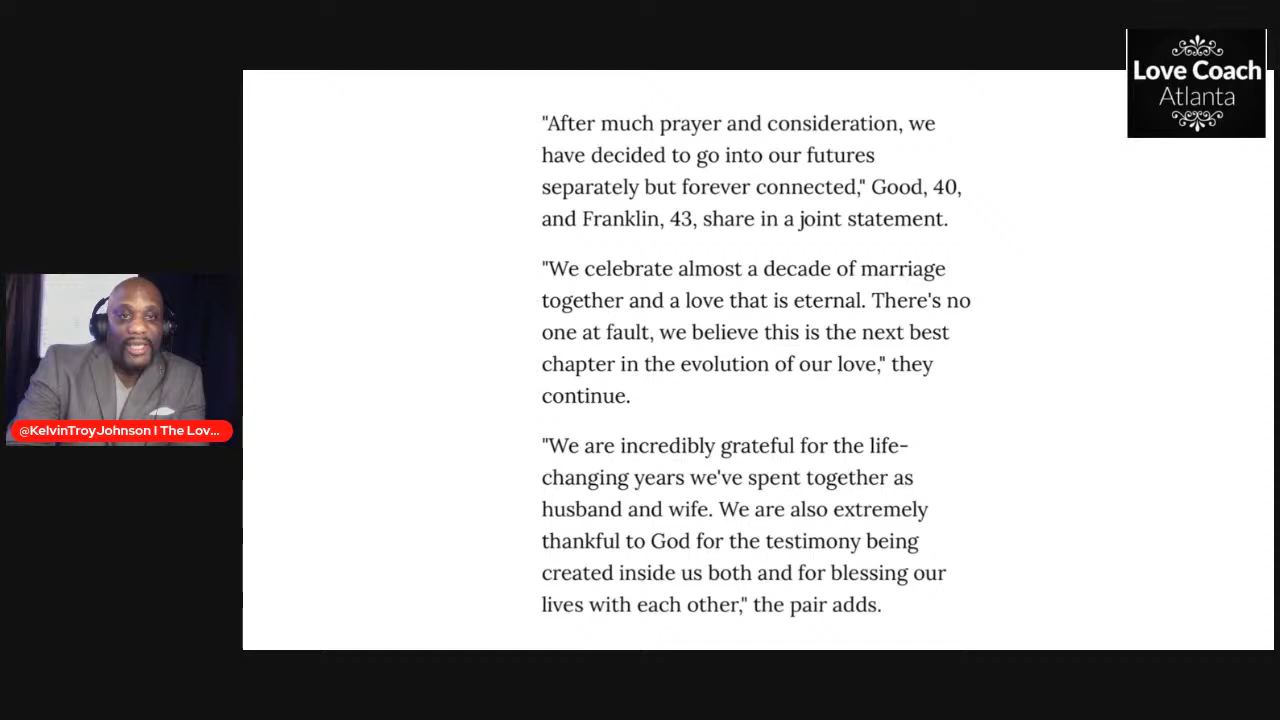 Love Coach
Atlanta
"After much prayer and consideration, we
have decided to go into our futures
separately but forever connected," Good, 40,
and Franklin, 43, share in a joint statement.
"We celebrate almost a decade of marriage
together and a love that is eternal. There's no
one at fault, we believe this is the next best
chapter in the evolution of our love," they
continue.
"We are incredibly grateful for the life-
changing years we've spent together as
husband and wife. We are also extremely
thankful to God for the testimony being
created inside us both and for blessing our
lives with each other," the pair adds.
@KelvinTroyJohnson I The Lov...